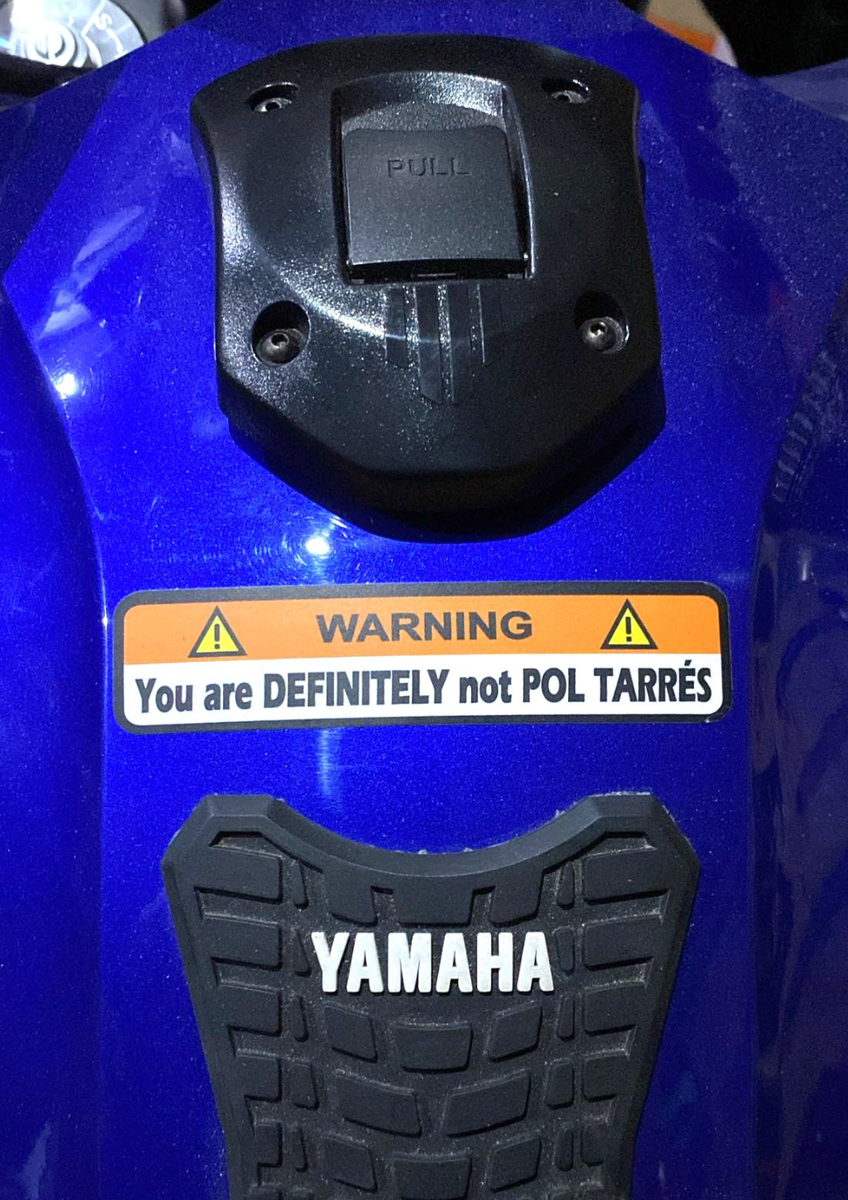 PULL
WARNING
You are DEFINITELY not POL TARRÉS
YAMAHA